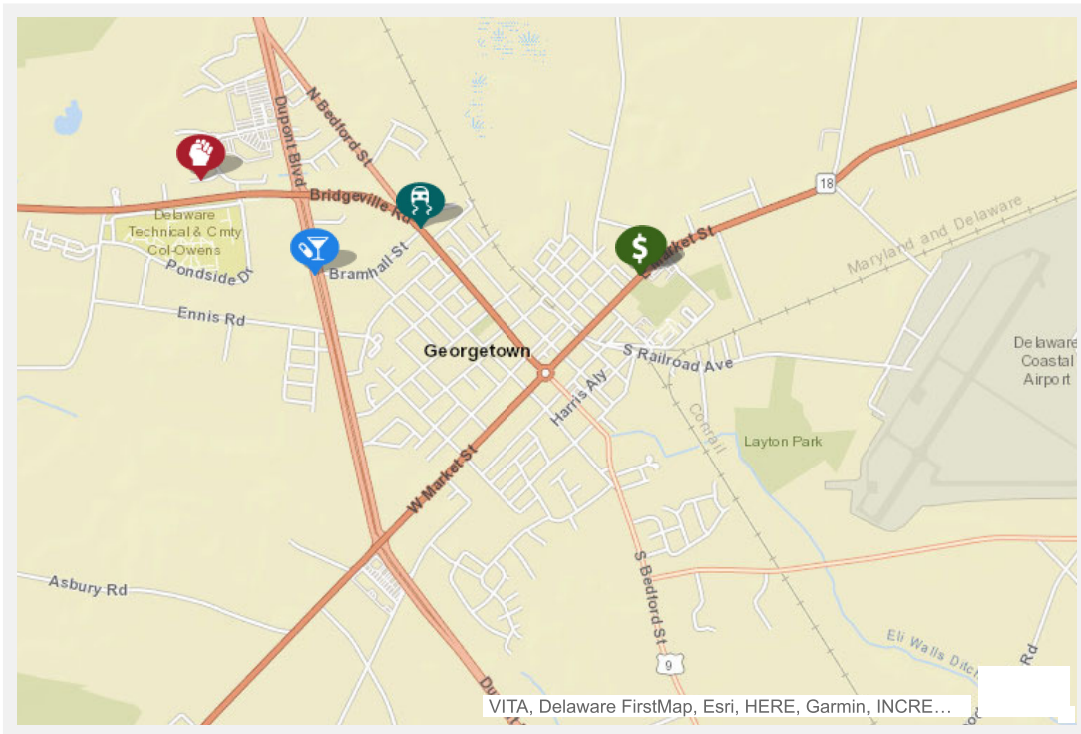 N Bedford St
Dupont Blvd
Bridgeville Rd
18
Delaware
Technical & Cmty
Col-Owens
$
Market St
Maryland and Delaware
Pondside Dr
Bramhall St
Ennis Rd
Georgetown
S Railroad Ave
Delaware
Coastal
Airport
Harris Aly
Conrail
Layton Park
W Market St
Asbury Rd
S Bedford St
9
Eli Walls Ditch
Rd
VITA, Delaware FirstMap, Esri, HERE, Garmin, INCRE…